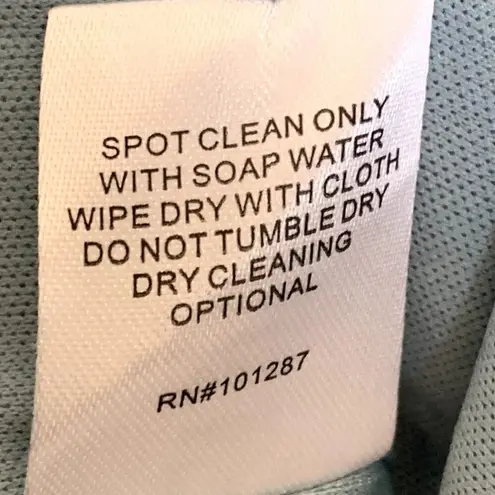 SPOT CLEAN ONLY
WITH SOAP WATER
WIPE DRY WITH CLOTH
DO NOT TUMBLE DRY
DRY CLEANING
OPTIONAL
RN#101287